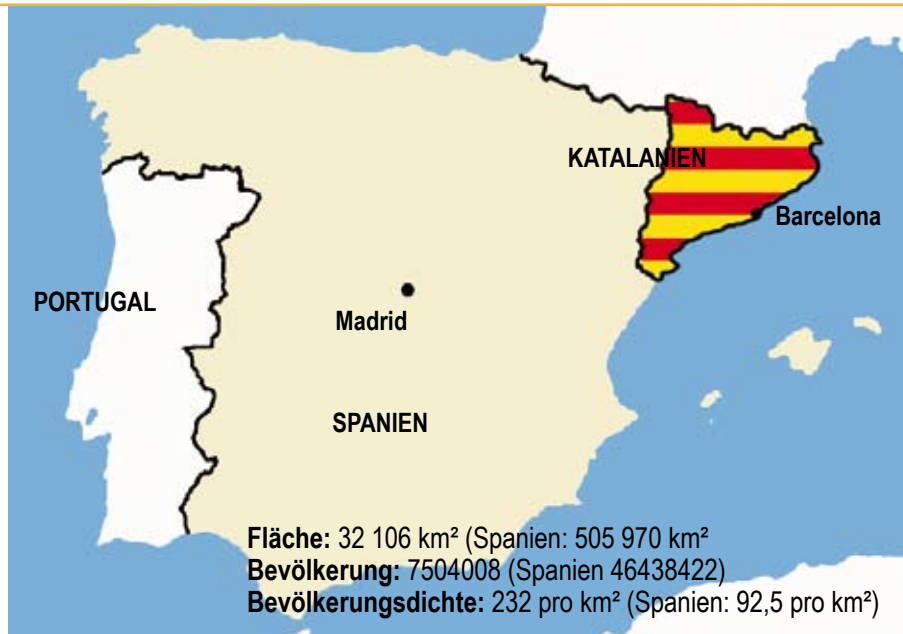 KATALANIEN
Barcelona
PORTUGAL
Madrid
SPANIEN
Fläche: 32 106 km² (Spanien: 505 970 km²
Bevölkerung: 7504008 (Spanien 46438422)
Bevölkerungsdichte: 232 pro km² (Spanien: 92,5 pro km²)